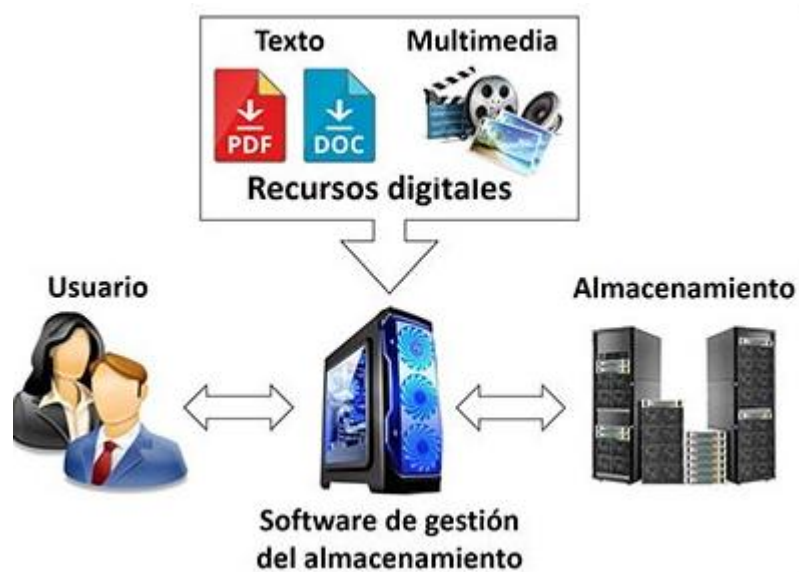 Texto
Multimedia
PDF
DOC
Recursos digitales
Usuario
Almacenamiento
Software de gestión
del almacenamiento